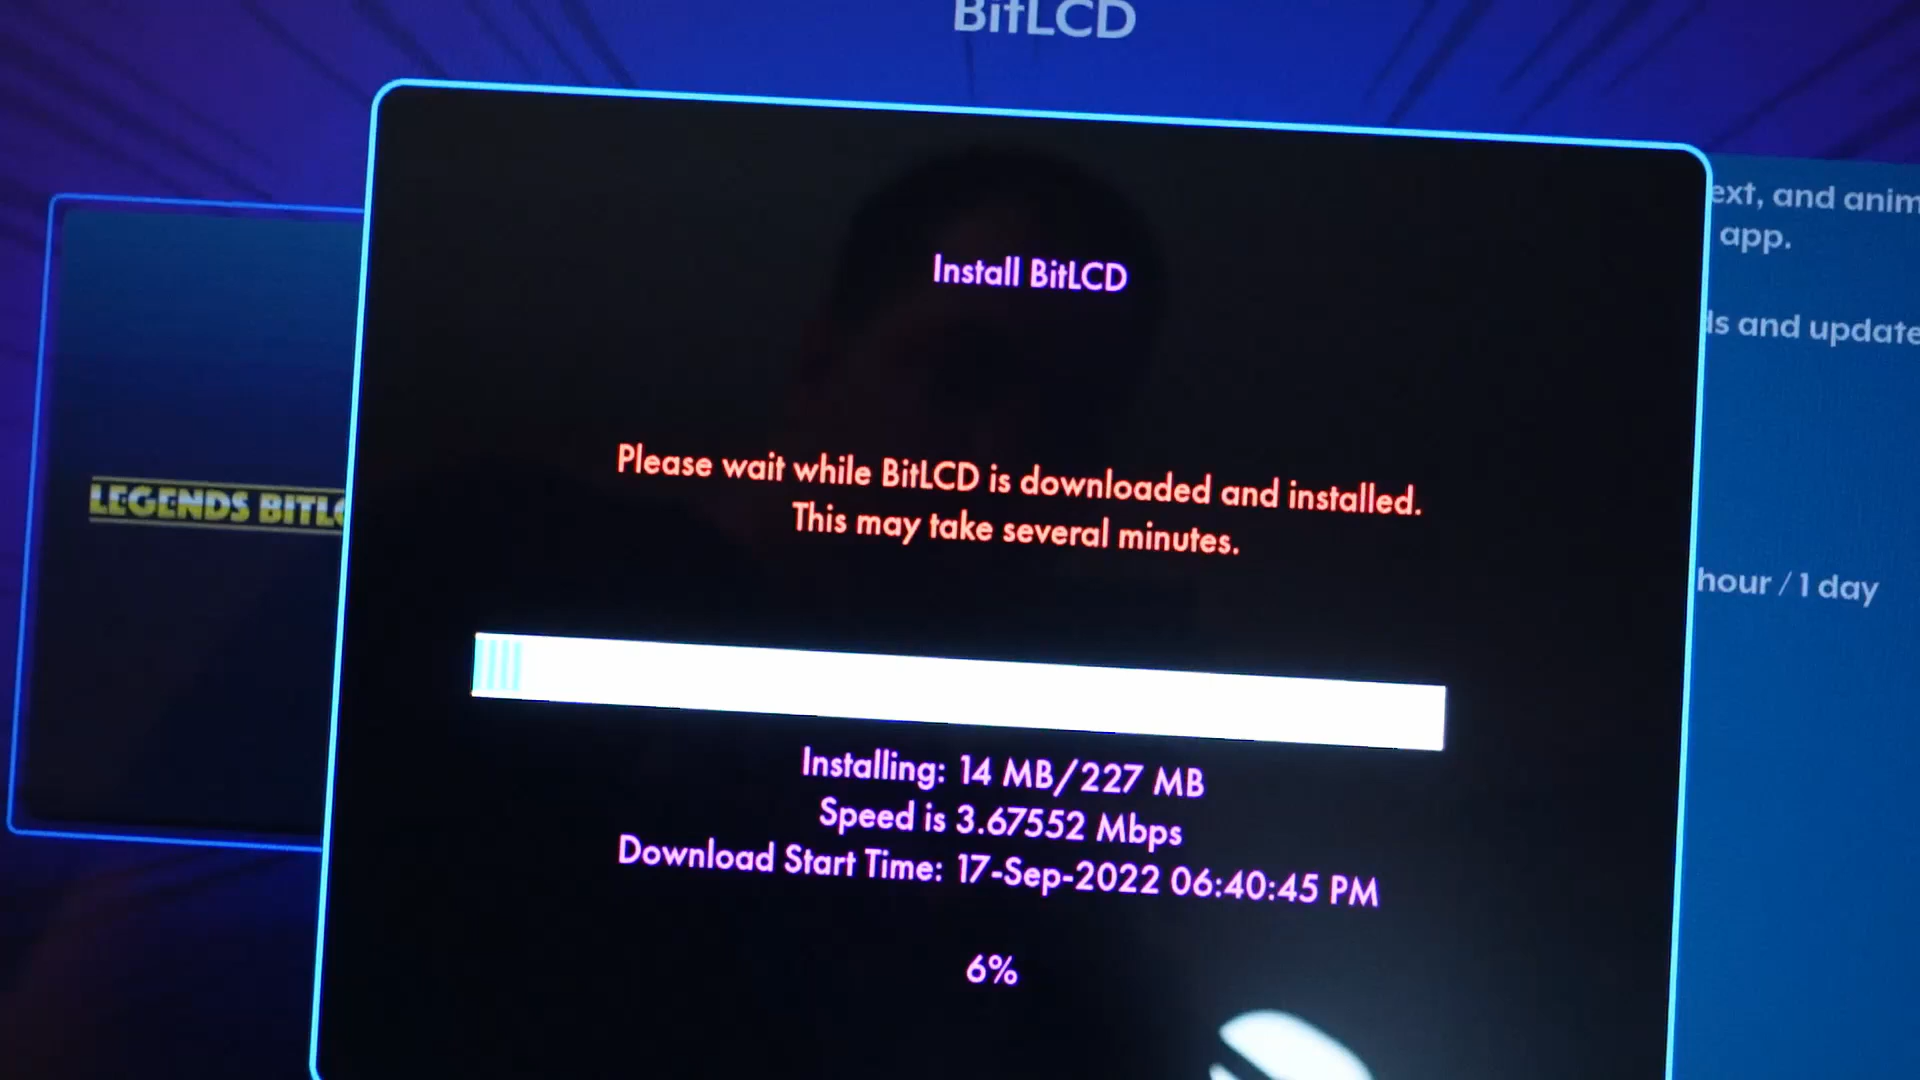 BitLCD
ext, and anim
app.
ls and update
hour / 1 day
LEGENDS BITLC
Install BitLCD
Please wait while BitLCD is downloaded and installed.
This may take several minutes.
Installing: 14 MB/227 MB
Speed is 3.67552 Mbps
Download Start Time: 17-Sep-2022 06:40:45 PM
6%